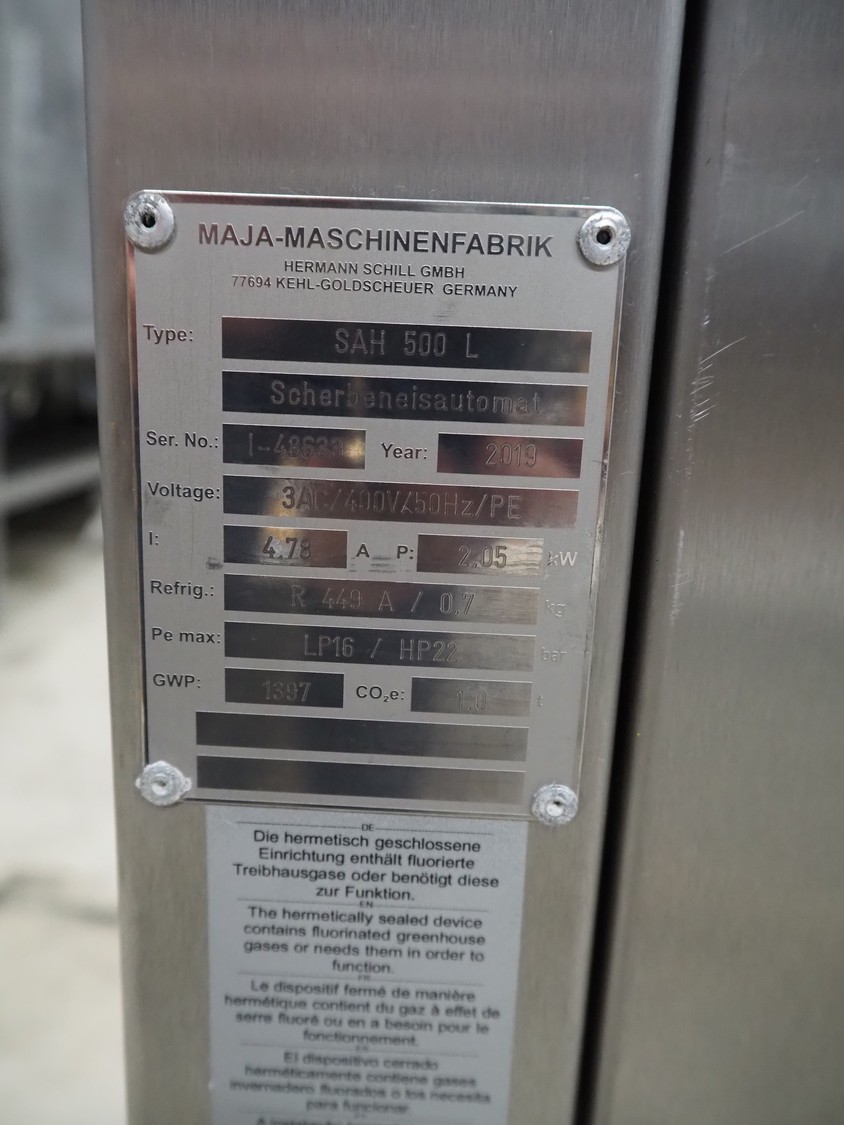 MAJA-MASCHINENFABRIK
HERMANN SCHILL GMBH
77694 KEHL-GOLDSCHEUER GERMANY
Type: SAH 500 L
Scherbeneisautomat
Ser. No.: Year: 2019
Voltage: 3AC/400V/50Hz/PE
I: 4.78 A P: 2.05 kW
Refrig.: R 449 A / 0,7 kg
Pe max: LP16 / HP22 bar
GWP: 1397 CO₂e: 1.0 t
DE
Die hermetisch geschlossene
Einrichtung enthält fluorierte
Treibhausgase oder benötigt diese
zur Funktion.
EN
The hermetically sealed device
contains fluorinated greenhouse
gases or needs them in order to
function.
FR
Le dispositif fermé de manière
hermétique contient du gaz à effet de
serre fluoré ou en a besoin pour le
fonctionnement.
ES
El dispositivo cerrado
herméticamente contiene gases
invernadero fluorados o los necesita
para funcionar.